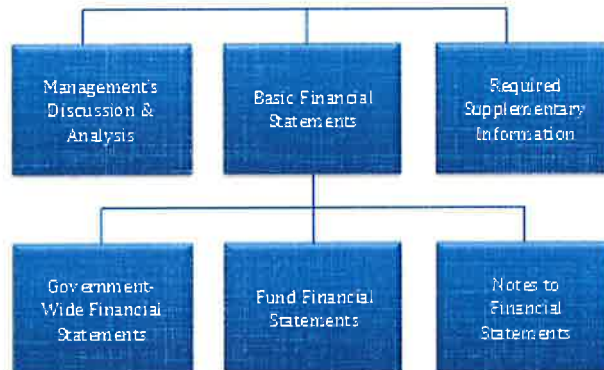 Management's
Discussion &
Analysis
Basic Financial
Statements
Required
Supplementary
Information
Government-
Wide Financial
Statements
Fund Financial
Statements
Notes to
Financial
Statements